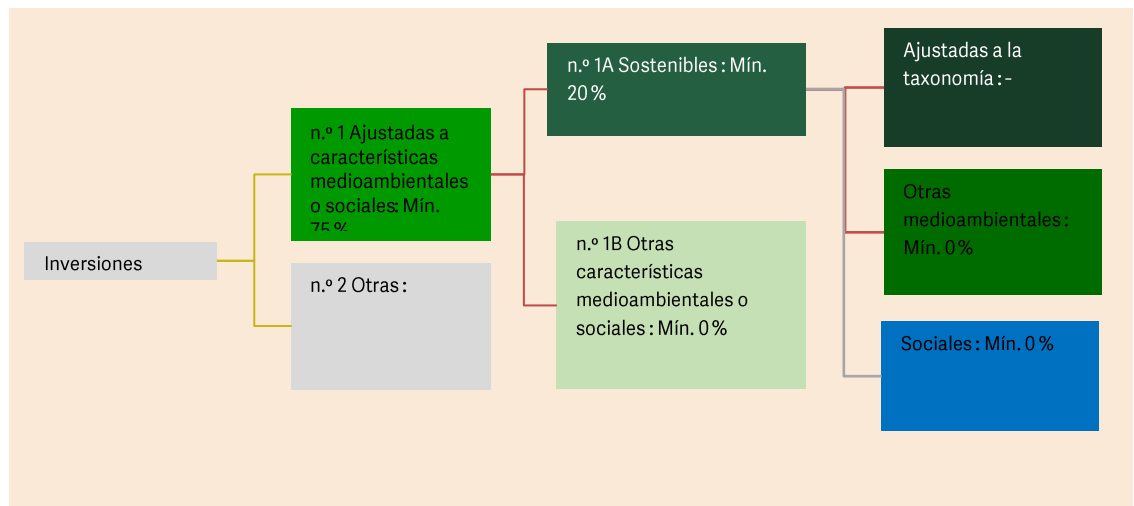 Inversiones
n.º 1 Ajustadas a
características
medioambientales
o sociales: Mín.
75 %
n.º 2 Otras :
n.º 1A Sostenibles : Mín.
20 %
n.º 1B Otras
características
medioambientales o
sociales : Mín. 0 %
Ajustadas a la
taxonomía : -
Otras
medioambientales :
Mín. 0 %
Sociales : Mín. 0 %